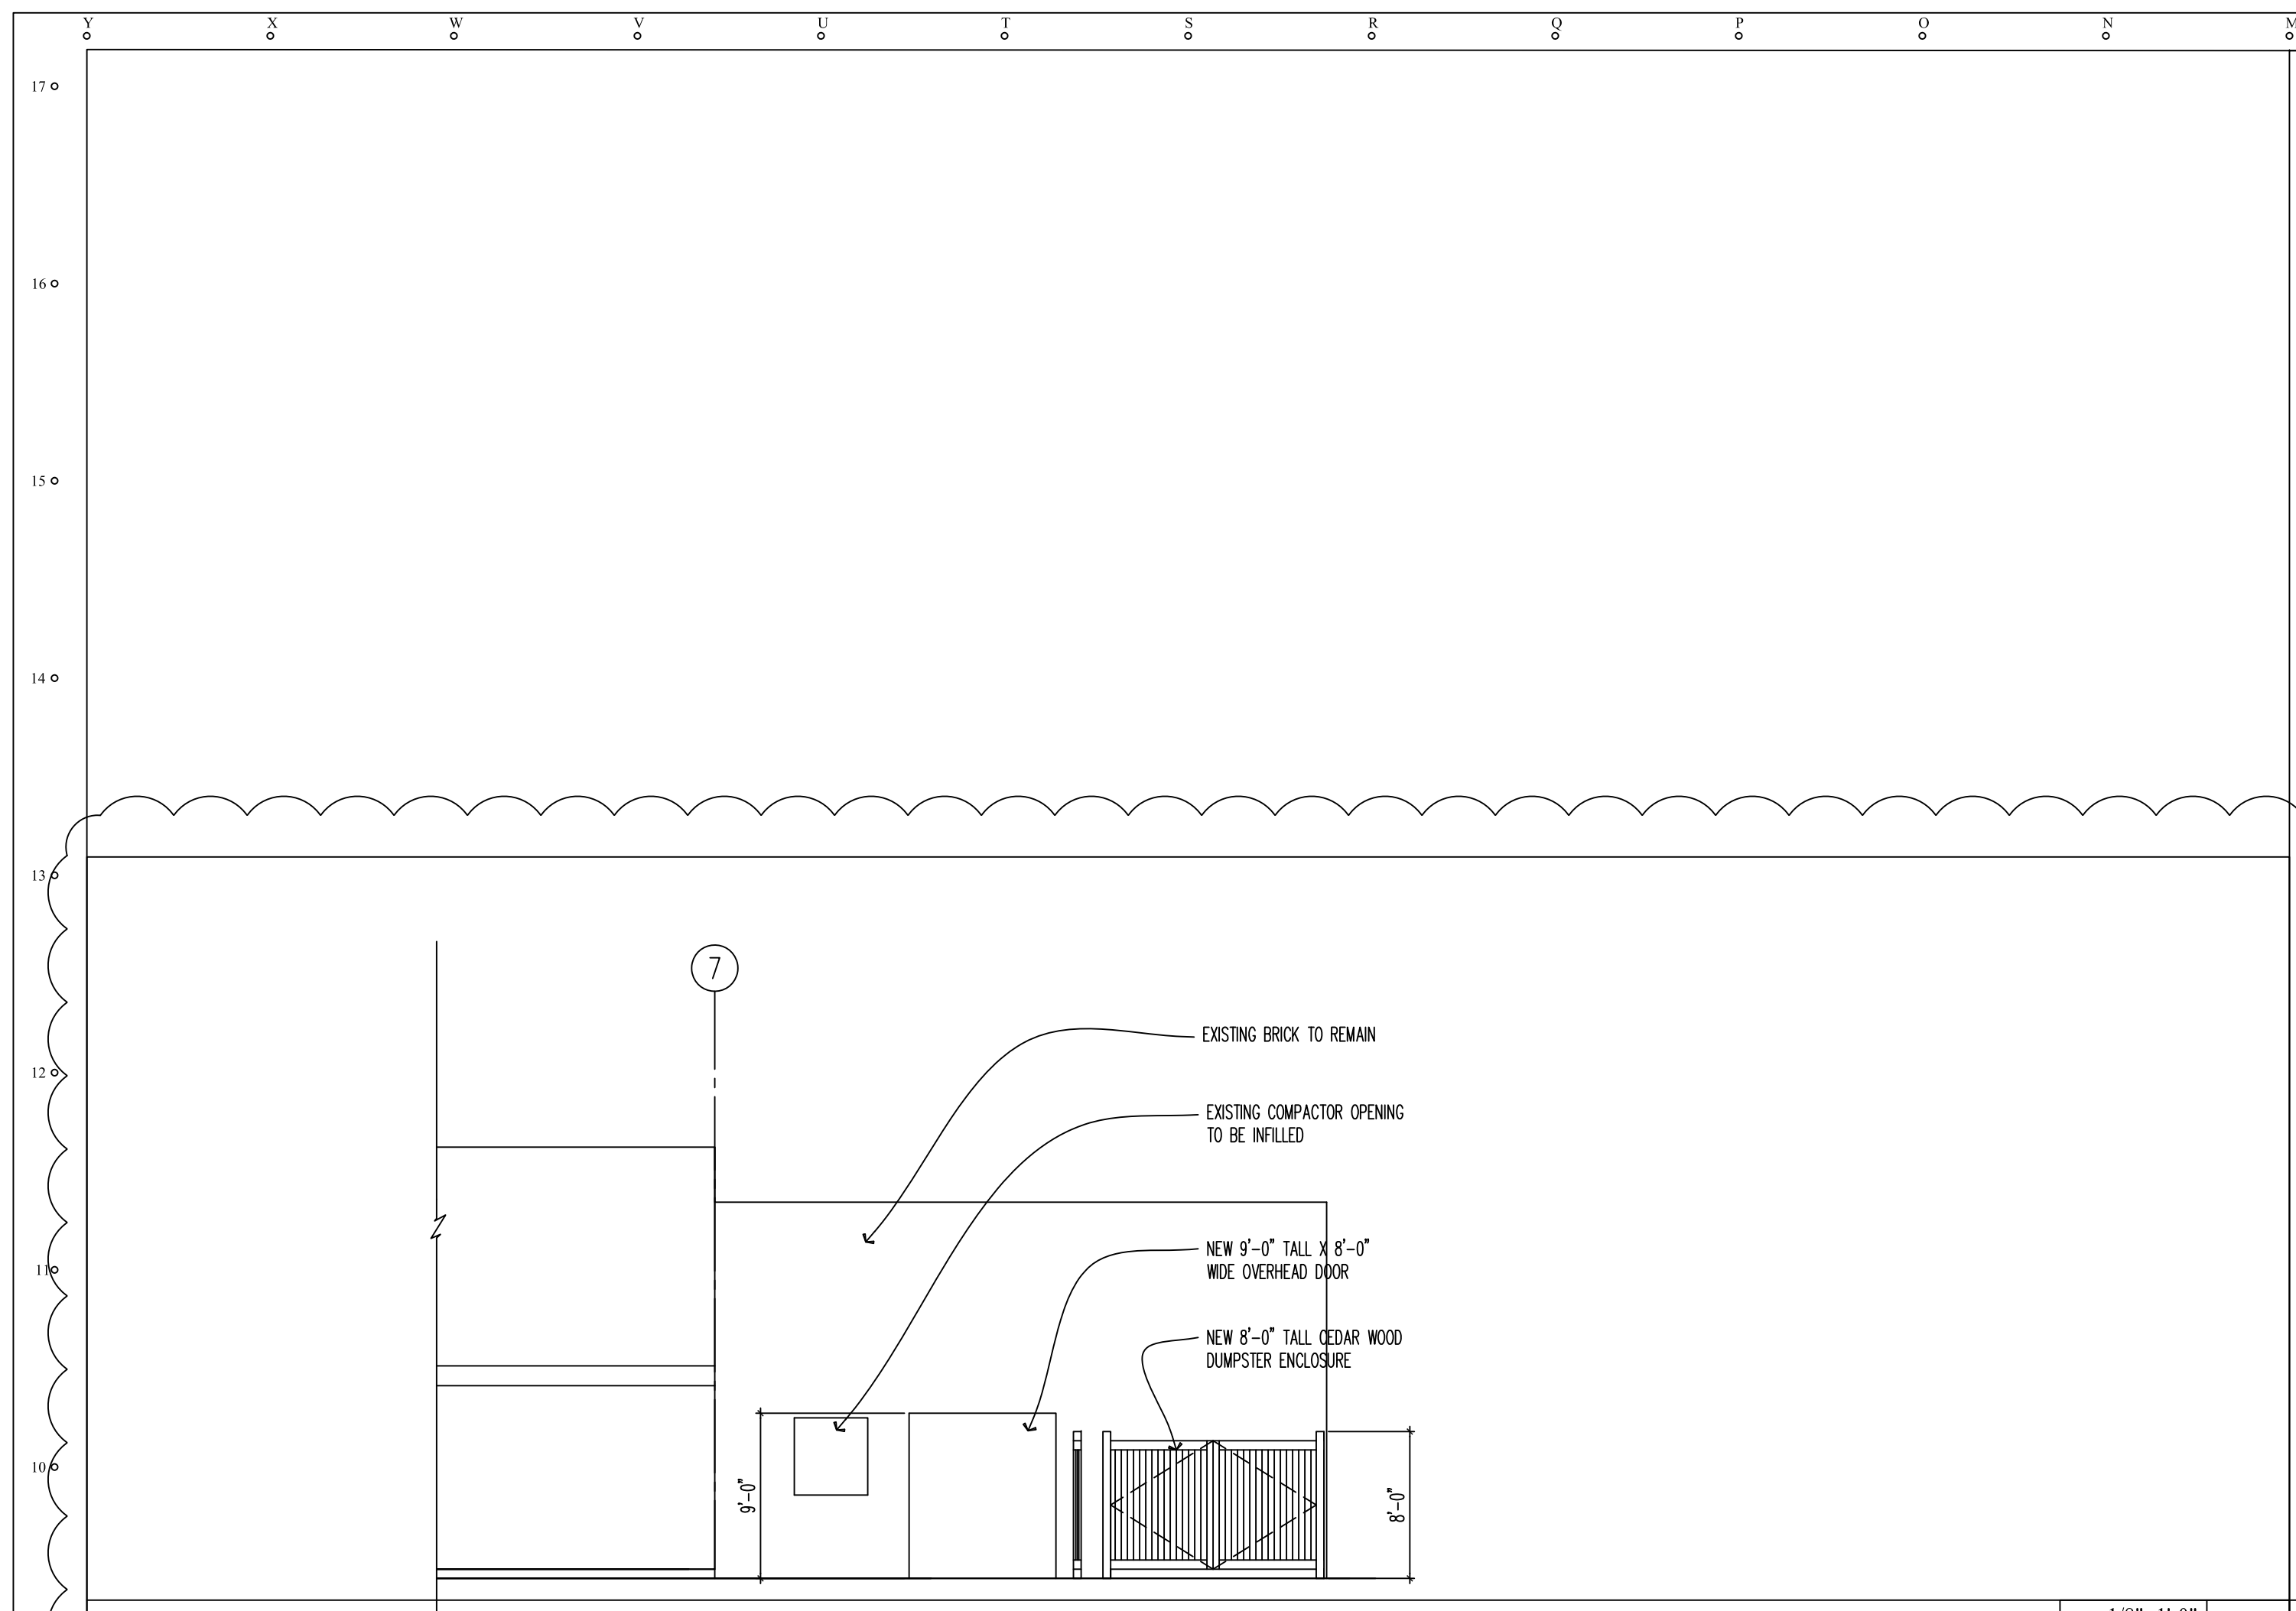 Y X W V U T S R Q P O N M
17
16
15
14
13
7
EXISTING BRICK TO REMAIN
12
EXISTING COMPACTOR OPENING
TO BE INFILLED
NEW 9'-0" TALL X 8'-0"
WIDE OVERHEAD DOOR
11
NEW 8'-0" TALL CEDAR WOOD
DUMPSTER ENCLOSURE
10
9'-0"
8'-0"